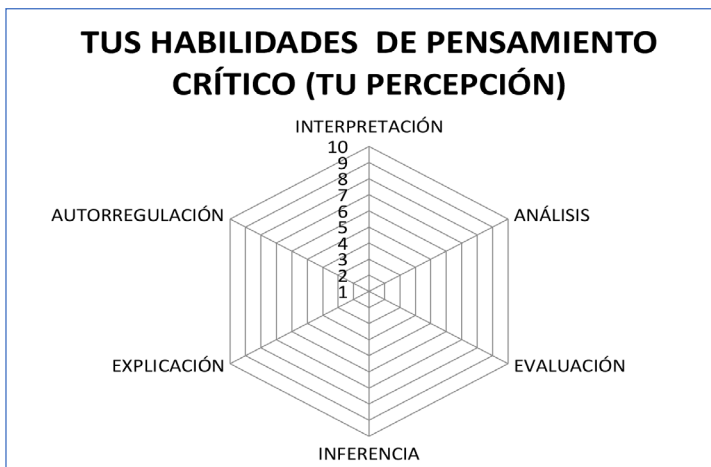 TUS HABILIDADES DE PENSAMIENTO
CRÍTICO (TU PERCEPCIÓN)
INTERPRETACIÓN
10
9
8
7
6
5
4
3
2
1
AUTORREGULACIÓN
ANÁLISIS
EXPLICACIÓN
EVALUACIÓN
INFERENCIA